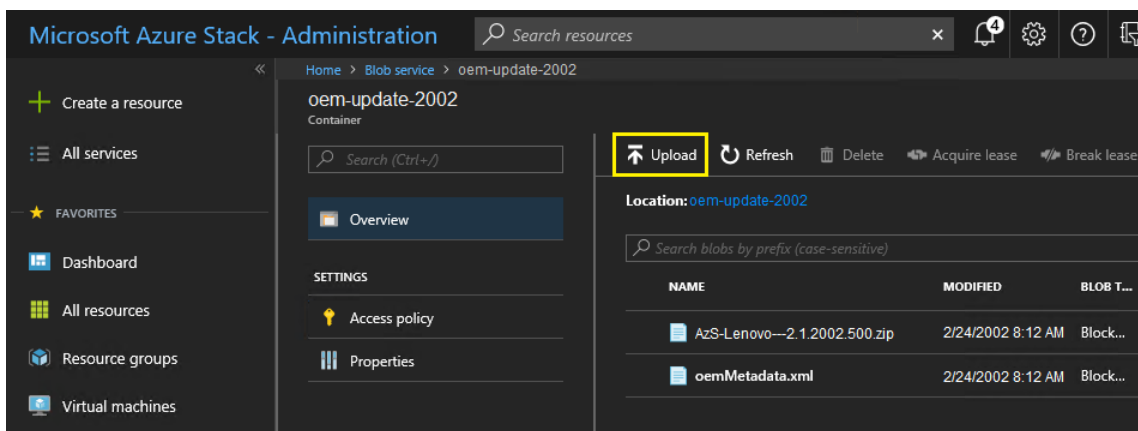 Microsoft Azure Stack - Administration
Search resources
4
Home > Blob service > oem-update-2002
oem-update-2002
Container
Create a resource
All services
FAVORITES
Dashboard
All resources
Resource groups
Virtual machines
Search (Ctrl+/)
Overview
SETTINGS
Access policy
Properties
Upload Refresh Delete Acquire lease Break lease
Location: oem-update-2002
Search blobs by prefix (case-sensitive)
NAME MODIFIED BLOB T...
AzS-Lenovo---2.1.2002.500.zip 2/24/2002 8:12 AM Block...
oemMetadata.xml 2/24/2002 8:12 AM Block...